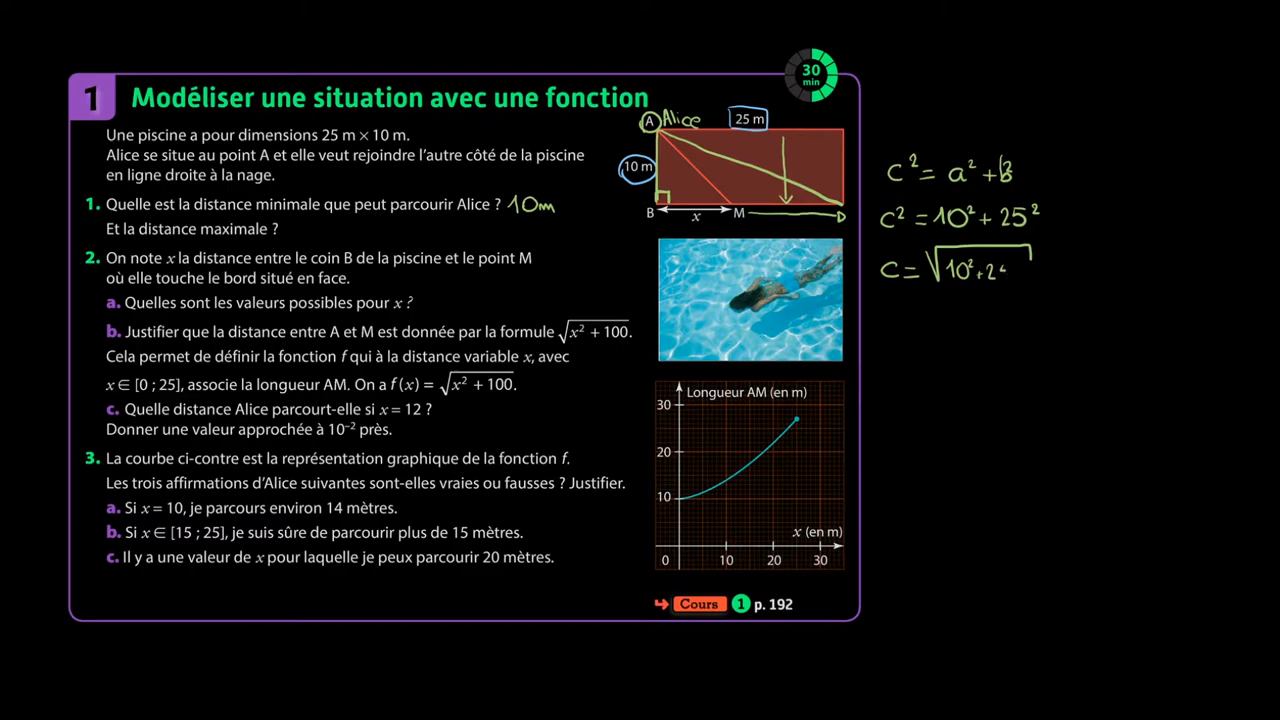 30
min
1 Modéliser une situation avec une fonction
Une piscine a pour dimensions 25 m × 10 m.
Alice se situe au point A et elle veut rejoindre l'autre côté de la piscine
en ligne droite à la nage.
1. Quelle est la distance minimale que peut parcourir Alice ? 10m
Et la distance maximale ?
2. On note x la distance entre le coin B de la piscine et le point M
où elle touche le bord situé en face.
a. Quelles sont les valeurs possibles pour x ?
b. Justifier que la distance entre A et M est donnée par la formule √(x² + 100).
Cela permet de définir la fonction f qui à la distance variable x, avec
x ∈ [0 ; 25], associe la longueur AM. On a f(x) = √(x² + 100).
c. Quelle distance Alice parcourt-elle si x = 12 ?
Donner une valeur approchée à 10⁻² près.
3. La courbe ci-contre est la représentation graphique de la fonction f.
Les trois affirmations d'Alice suivantes sont-elles vraies ou fausses ? Justifier.
a. Si x = 10, je parcours environ 14 mètres.
b. Si x ∈ [15 ; 25], je suis sûre de parcourir plus de 15 mètres.
c. Il y a une valeur de x pour laquelle je peux parcourir 20 mètres.
A Alice 25 m
10 m
B x M
Longueur AM (en m)
30
20
10
x (en m)
0 10 20 30
Cours 1 p. 192
c² = a² + b²
c² = 10² + 25²
c = √10² + 2